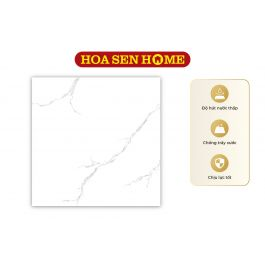 HOA SEN HOME
Độ hút nước thấp
Chống trầy xước
Chịu lực tốt